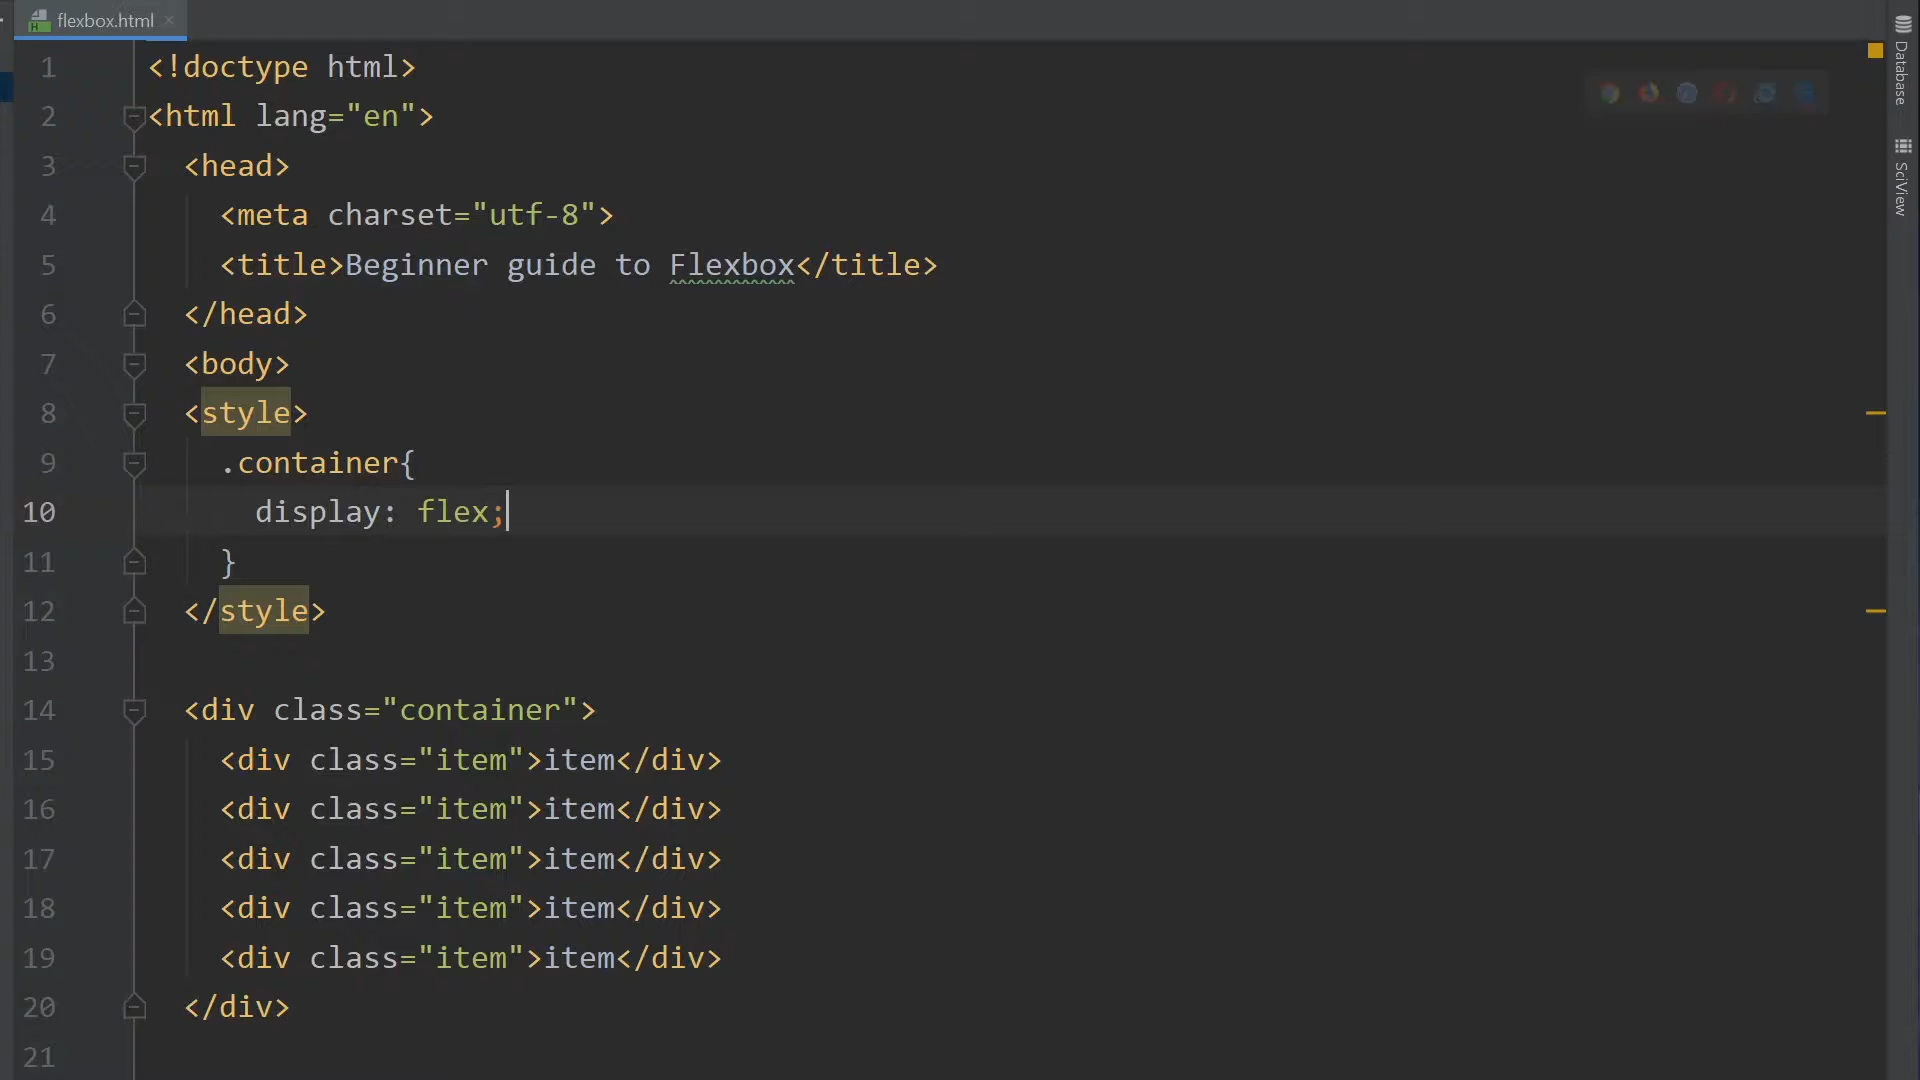 flexbox.html
1 <!doctype html>
2 <html lang="en">
3 <head>
4 <meta charset="utf-8">
5 <title>Beginner guide to Flexbox</title>
6 </head>
7 <body>
8 <style>
9 .container{
10 display: flex;
11 }
12 </style>
13
14 <div class="container">
15 <div class="item">item</div>
16 <div class="item">item</div>
17 <div class="item">item</div>
18 <div class="item">item</div>
19 <div class="item">item</div>
20 </div>
21
Database
SciView